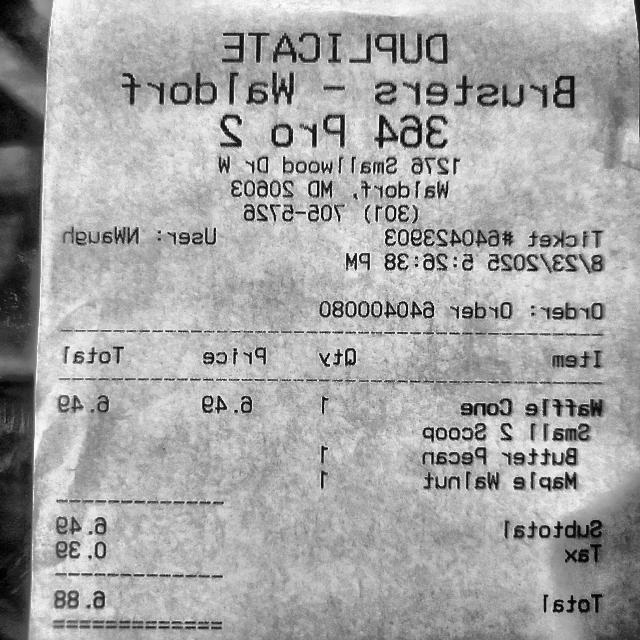 DUPLICATE
Brusters - Waldorf
364 Pro 2
1276 Smallwood Dr W
Waldorf, MD 20603
(301) 706-5726
Ticket #640423903 User: NWaugh
8/23/2025 5:26:38 PM
Order: Order 640400080
Item Qty Price Total
Waffle Cone 1 6.49 6.49
Small 2 Scoop
Butter Pecan 1
Maple Walnut 1
Subtotal 6.49
Tax 0.39
Total 6.88